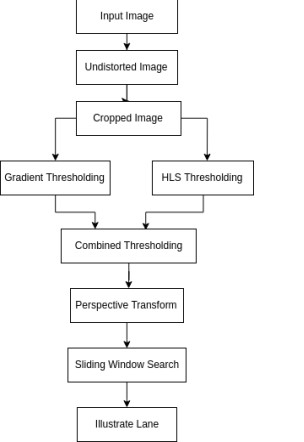 Input Image
Undistorted Image
Cropped Image
Gradient Thresholding
HLS Thresholding
Combined Thresholding
Perspective Transform
Sliding Window Search
Illustrate Lane